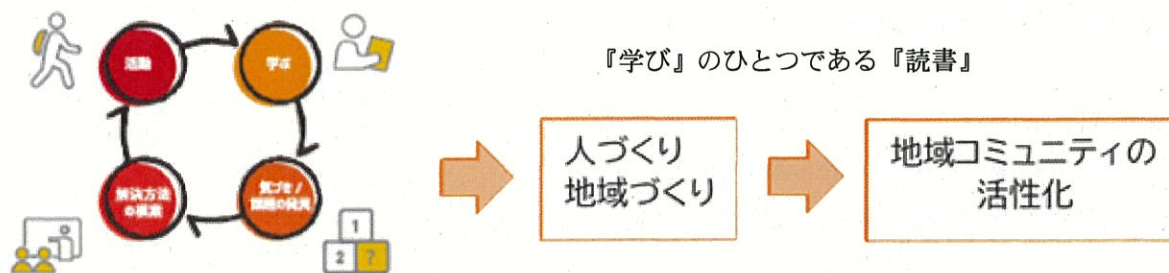 『学び』のひとつである『読書』
活動
学ぶ
解決方法
の模索
気づき /
課題の発見
1
2 ?
人づくり
地域づくり
地域コミュニティの
活性化